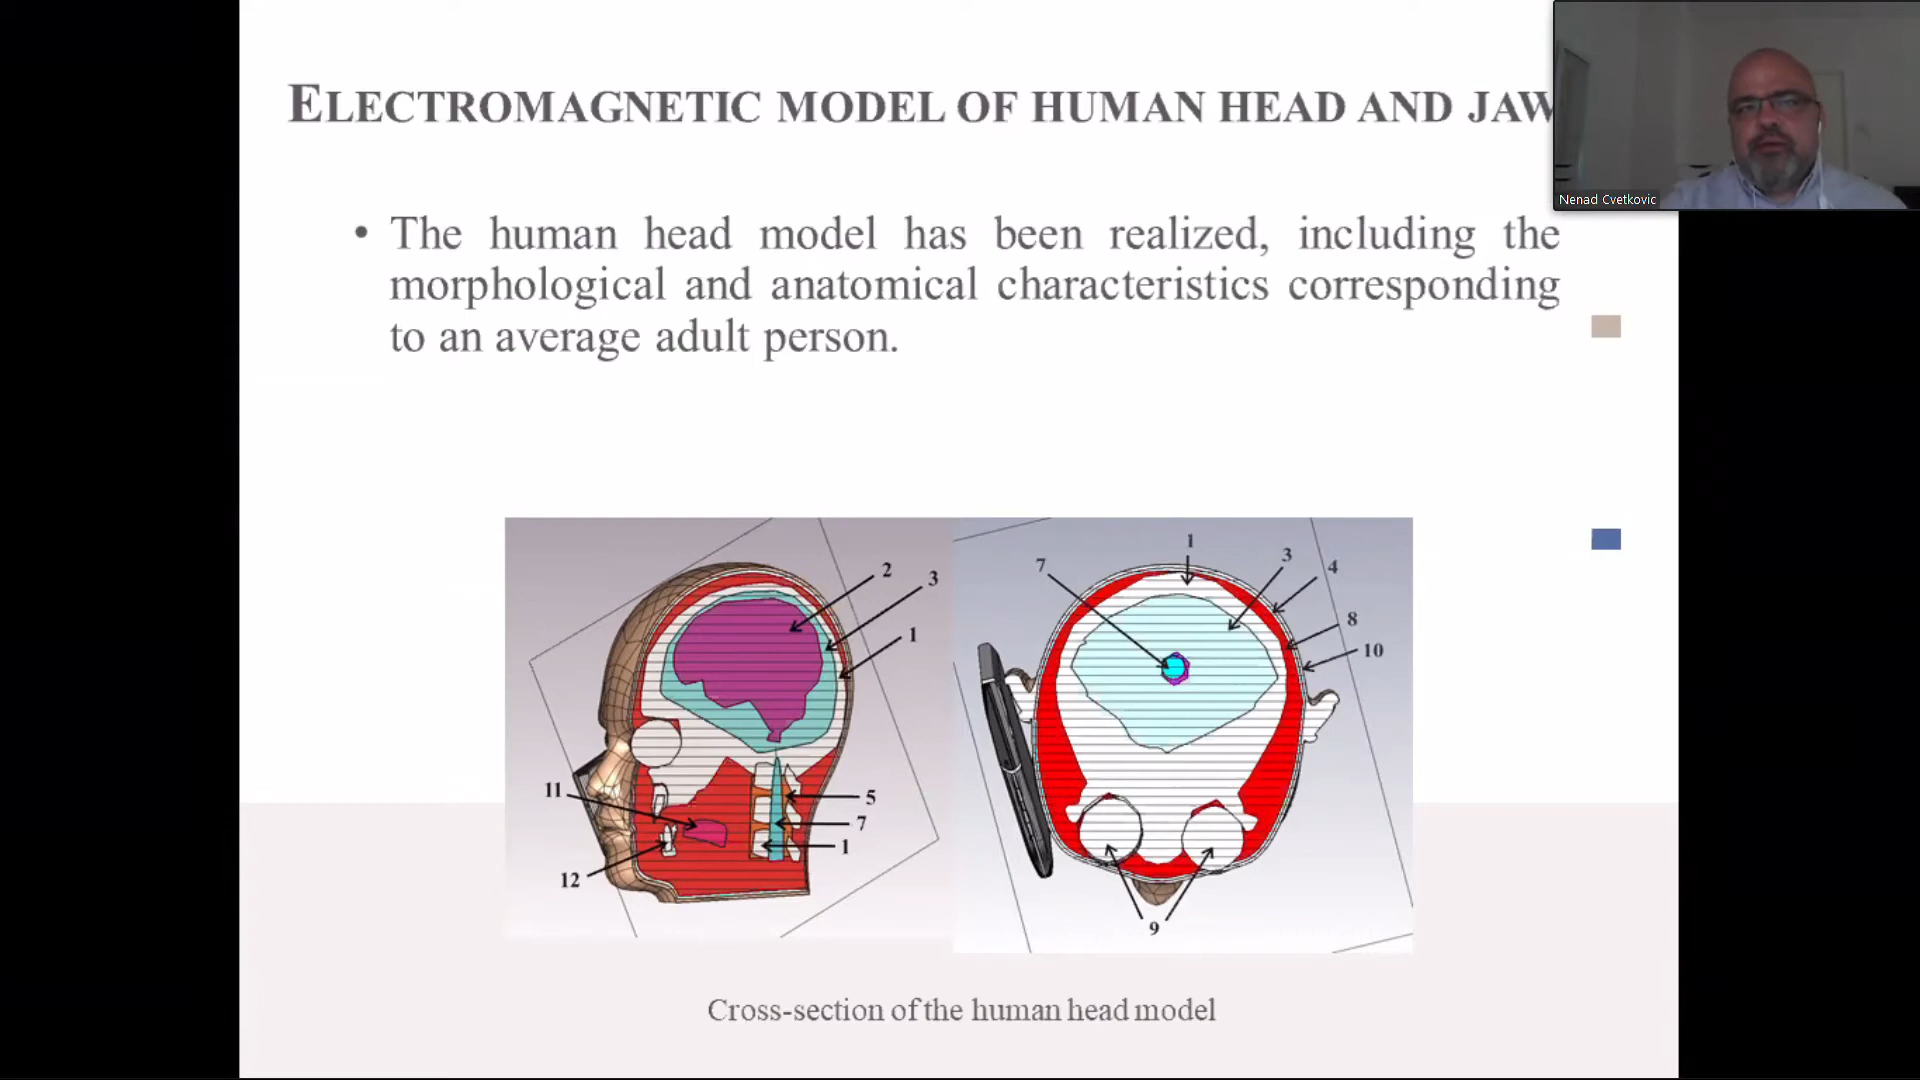 ELECTROMAGNETIC MODEL OF HUMAN HEAD AND JAW
Nenad Cvetkovic
• The human head model has been realized, including the
morphological and anatomical characteristics corresponding
to an average adult person.
2
3
1
11
5
7
1
12
1
7
3
4
8
10
9
Cross-section of the human head model